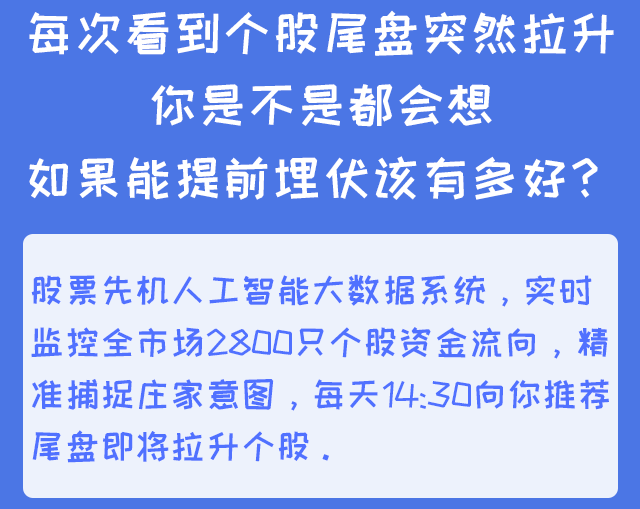 每次看到个股尾盘突然拉升
你是不是都会想
如果能提前埋伏该有多好？
股票先机人工智能大数据系统，实时
监控全市场2800只个股资金流向，精
准捕捉庄家意图，每天14:30向你推荐
尾盘即将拉升个股．